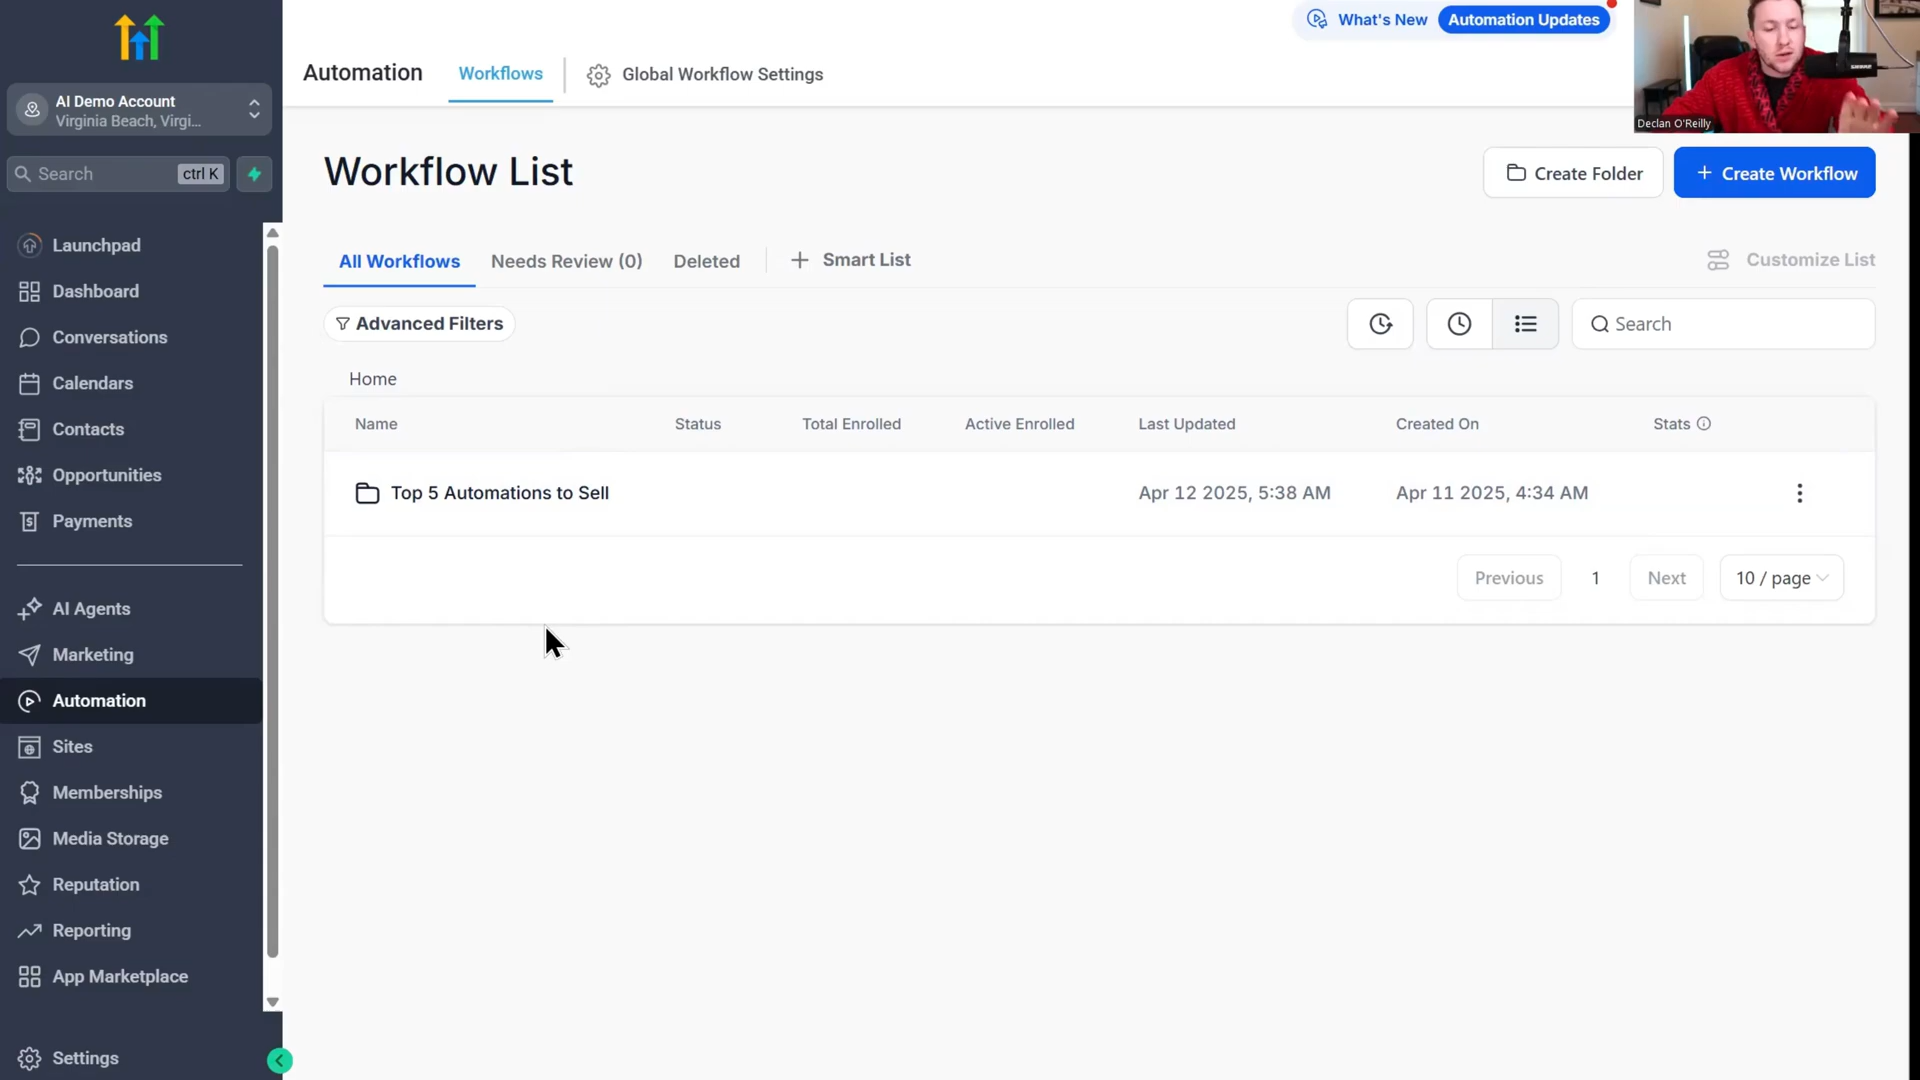 What's New
Automation Updates
Automation
Workflows
Global Workflow Settings
Declan O'Reilly
AI Demo Account
Virginia Beach, Virgi...
Search
ctrl K
Workflow List
Create Folder
+ Create Workflow
Launchpad
Dashboard
Conversations
Calendars
Contacts
Opportunities
Payments
AI Agents
Marketing
Automation
Sites
Memberships
Media Storage
Reputation
Reporting
App Marketplace
Settings
All Workflows
Needs Review (0)
Deleted
+ Smart List
Customize List
Advanced Filters
Search
Home
Name Status Total Enrolled Active Enrolled Last Updated Created On Stats
Top 5 Automations to Sell Apr 12 2025, 5:38 AM Apr 11 2025, 4:34 AM
Previous 1 Next 10 / page